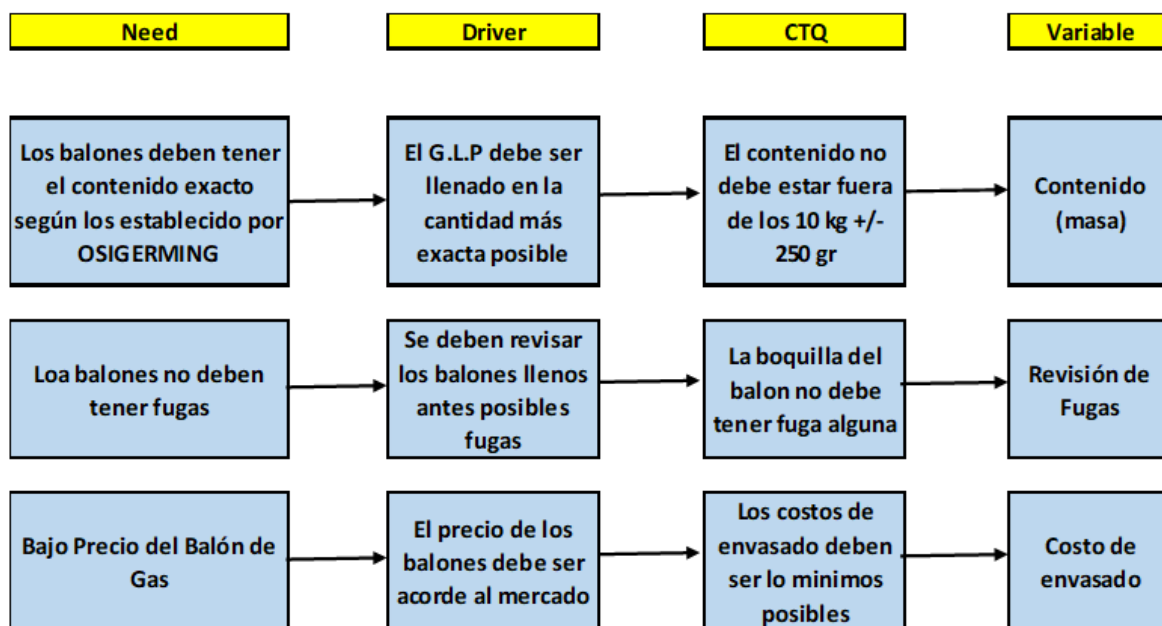 Need
Driver
CTQ
Variable
Los balones deben tener
el contenido exacto
según los establecido por
OSIGERMING
El G.L.P debe ser
llenado en la
cantidad más
exacta posible
El contenido no
debe estar fuera
de los 10 kg +/-
250 gr
Contenido
(masa)
Loa balones no deben
tener fugas
Se deben revisar
los balones llenos
antes posibles
fugas
La boquilla del
balon no debe
tener fuga alguna
Revisión de
Fugas
Bajo Precio del Balón de
Gas
El precio de los
balones debe ser
acorde al mercado
Los costos de
envasado deben
ser lo minimos
posibles
Costo de
envasado